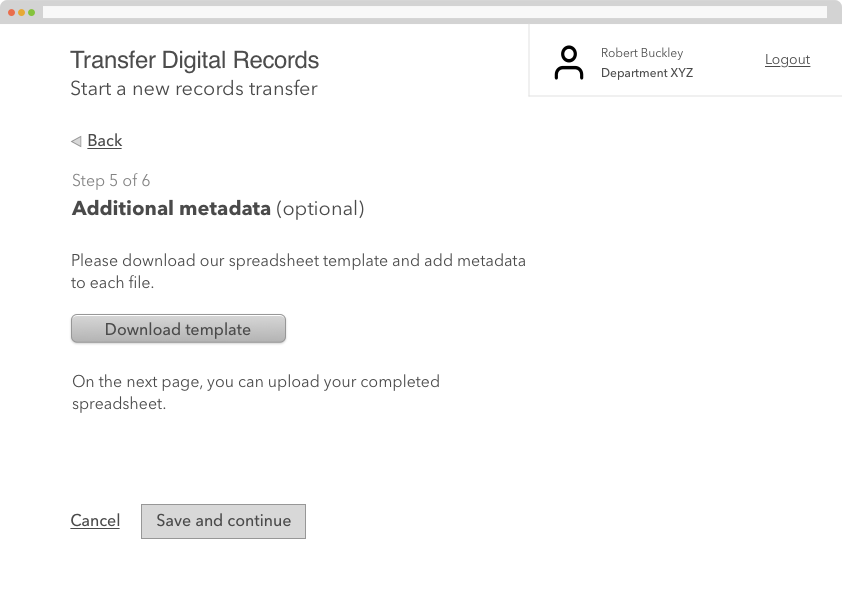 Transfer Digital Records
Start a new records transfer
Robert Buckley
Department XYZ
Logout
Back
Step 5 of 6
Additional metadata (optional)
Please download our spreadsheet template and add metadata
to each file.
Download template
On the next page, you can upload your completed
spreadsheet.
Cancel
Save and continue